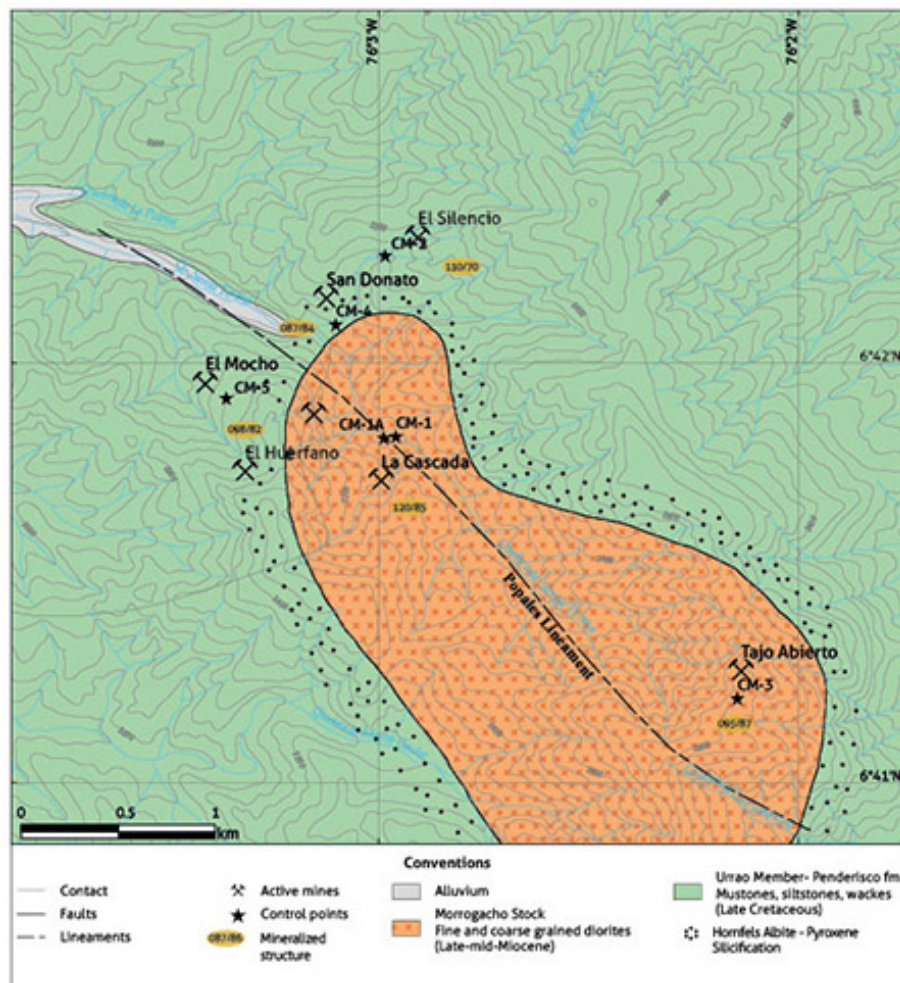 76°3'W
76°2'W
El Silencio
CM-2
110/70
San Donato
CM-4
087/84
6°42'N
El Mocho
CM-5
098/82
El Huerfano
CM-1A
CM-1
La Cascada
120/85
Popales Lineament
Tajo Abierto
CM-3
095/87
6°41'N
0 0.5 1
km
Conventions
Contact
Faults
Lineaments
Active mines
Control points
087/86
Mineralized
structure
Alluvium
Morrogacho Stock
Fine and coarse grained diorites
(Late-mid-Miocene)
Urrao Member- Penderisco fm
Mustones, siltstones, wackes
(Late Cretaceous)
Hornfels Albite - Pyroxene
Silicification